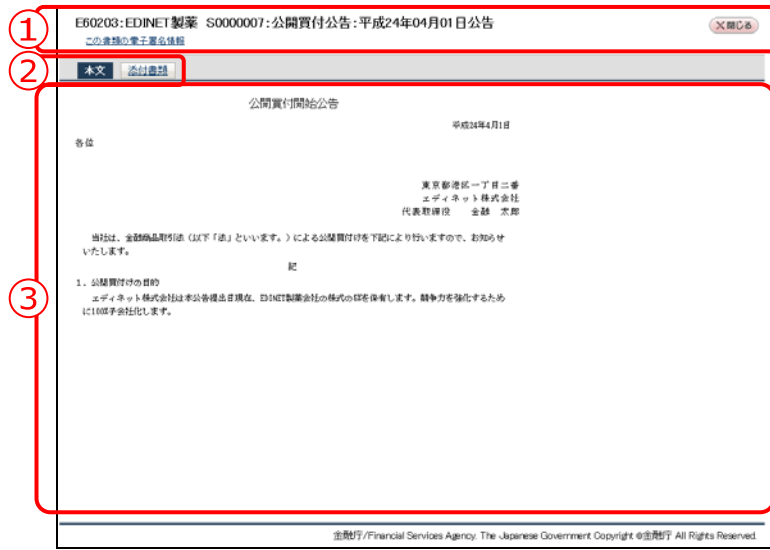 ①
E60203:EDINET製薬 S0000007:公開買付公告:平成24年04月01日公告
閉じる
この書類の電子署名情報
②
本文 添付書類
③
公開買付開始公告
平成24年4月1日
各位
東京都港区一丁目二番
エディネット株式会社
代表取締役 金融 太郎
当社は、金融商品取引法（以下「法」といいます。）による公開買付けを下記により行いますので、お知らせ
いたします。
記
1. 公開買付けの目的
エディネット株式会社は本公告提出日現在、EDINET製薬会社の株式の を保有します。競争力を強化するため
に100%子会社化します。
金融庁/Financial Services Agency. The Japanese Government Copyright ©金融庁 All Rights Reserved.